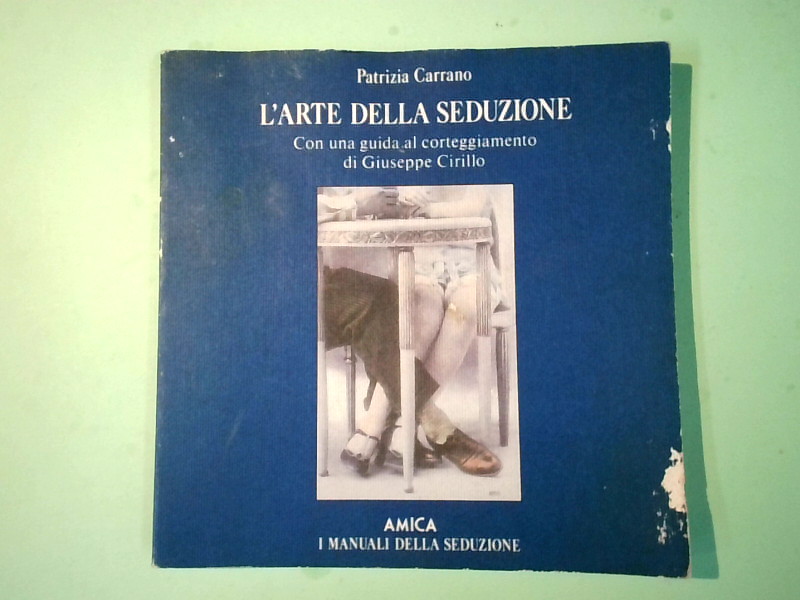 Patrizia Carrano
L'ARTE DELLA SEDUZIONE
Con una guida al corteggiamento
di Giuseppe Cirillo
AMICA
I MANUALI DELLA SEDUZIONE